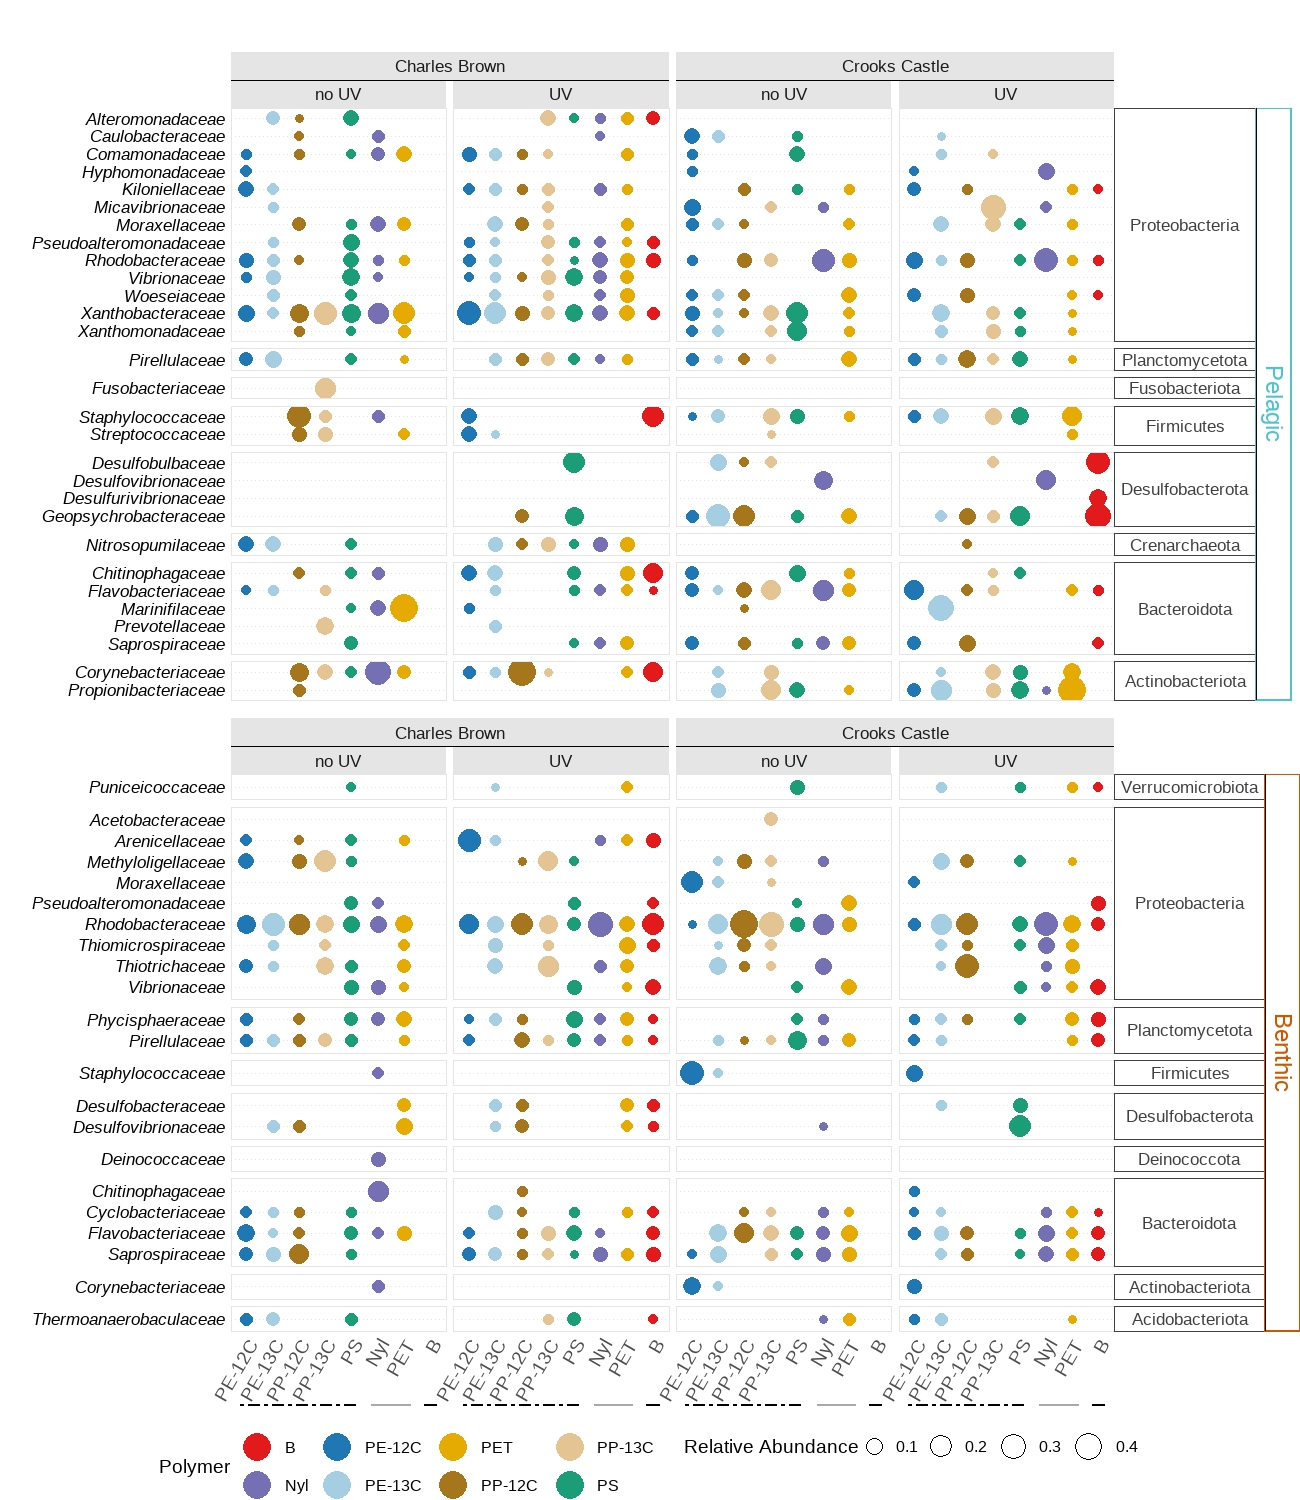 Charles Brown
Crooks Castle
no UV
UV
no UV
UV
Alteromonadaceae
Caulobacteraceae
Comamonadaceae
Hyphomonadaceae
Kiloniellaceae
Micavibrionaceae
Moraxellaceae
Pseudoalteromonadaceae
Rhodobacteraceae
Vibrionaceae
Woeseiaceae
Xanthobacteraceae
Xanthomonadaceae
Proteobacteria
Pirellulaceae
Planctomycetota
Fusobacteriaceae
Fusobacteriota
Staphylococcaceae
Streptococcaceae
Firmicutes
Desulfobulbaceae
Desulfovibrionaceae
Desulfurivibrionaceae
Geopsychrobacteraceae
Desulfobacterota
Nitrosopumilaceae
Crenarchaeota
Chitinophagaceae
Flavobacteriaceae
Marinifilaceae
Prevotellaceae
Saprospiraceae
Bacteroidota
Corynebacteriaceae
Propionibacteriaceae
Actinobacteriota
Pelagic
Charles Brown
Crooks Castle
no UV
UV
no UV
UV
Puniceicoccaceae
Verrucomicrobiota
Acetobacteraceae
Arenicellaceae
Methyloligellaceae
Moraxellaceae
Pseudoalteromonadaceae
Rhodobacteraceae
Thiomicrospiraceae
Thiotrichaceae
Vibrionaceae
Proteobacteria
Phycisphaeraceae
Pirellulaceae
Planctomycetota
Staphylococcaceae
Firmicutes
Desulfobacteraceae
Desulfovibrionaceae
Desulfobacterota
Deinococcaceae
Deinococcota
Chitinophagaceae
Cyclobacteriaceae
Flavobacteriaceae
Saprospiraceae
Bacteroidota
Corynebacteriaceae
Actinobacteriota
Thermoanaerobaculaceae
Acidobacteriota
Benthic
PE-12C
PE-13C
PP-12C
PP-13C
PS
Nyl
PET
B
PE-12C
PE-13C
PP-12C
PP-13C
PS
Nyl
PET
B
PE-12C
PE-13C
PP-12C
PP-13C
PS
Nyl
PET
B
PE-12C
PE-13C
PP-12C
PP-13C
PS
Nyl
PET
B
Polymer
B
PE-12C
PET
PP-13C
Nyl
PE-13C
PP-12C
PS
Relative Abundance
0.1
0.2
0.3
0.4